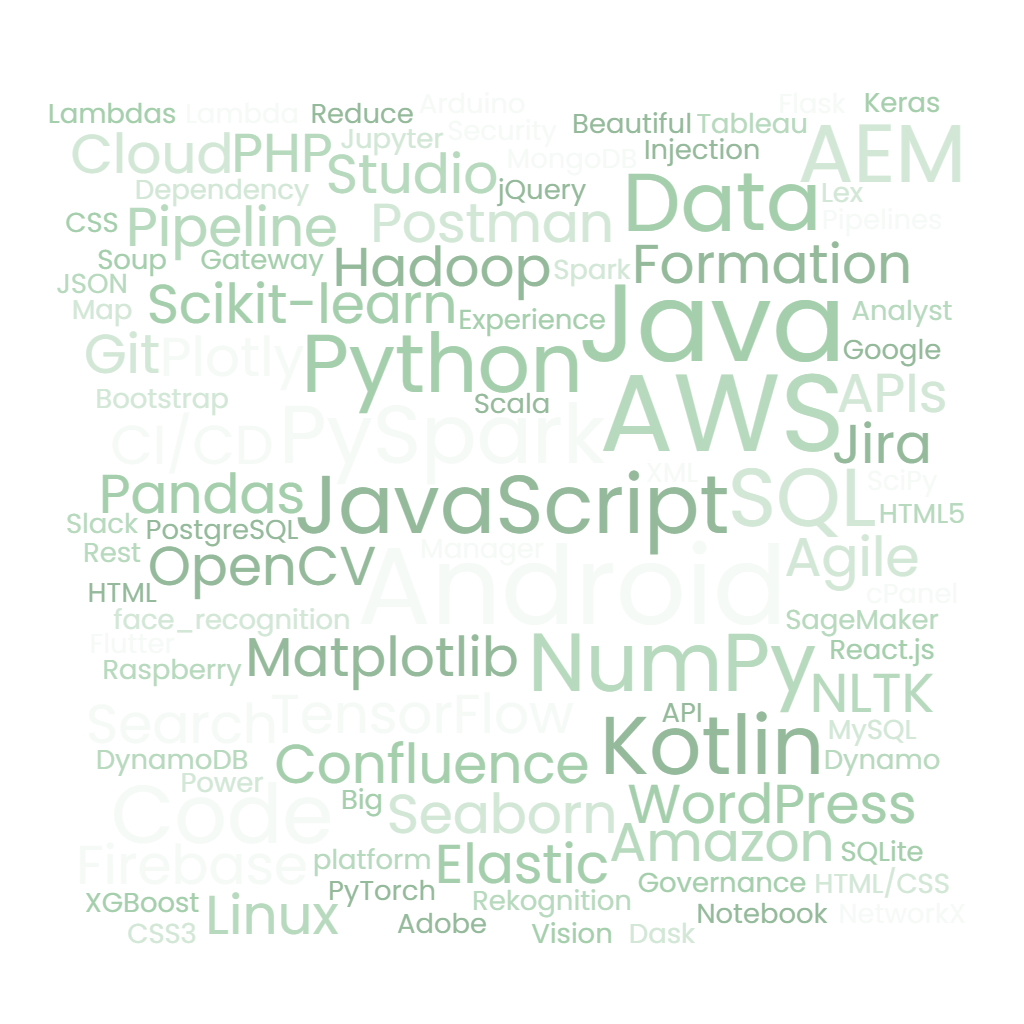 Lambdas Lambda Reduce Arduino Flask Keras
Cloud PHP Jupyter Security Beautiful Tableau AEM
Studio MongoDB Injection
Dependency jQuery Data Lex
CSS Pipeline Postman Pipelines
Soup Gateway Hadoop Spark Formation
JSON Scikit-learn Java
Map Experience Analyst
Git Plotly Python Google
Bootstrap Scala AWS APIs
CI/CD PySpark Jira
Pandas JavaScript XML SQL SciPy
Slack PostgreSQL HTML5
Rest OpenCV Manager Agile
HTML Android cPanel
face_recognition SageMaker
Flutter Matplotlib NumPy React.js
Raspberry NLTK
Search TensorFlow API MySQL
DynamoDB Confluence Kotlin Dynamo
Power
Code Big Seaborn WordPress
Firebase platform Elastic Amazon SQLite
XGBoost PyTorch Rekognition Governance HTML/CSS
Linux Adobe Notebook NetworkX
CSS3 Vision Dask